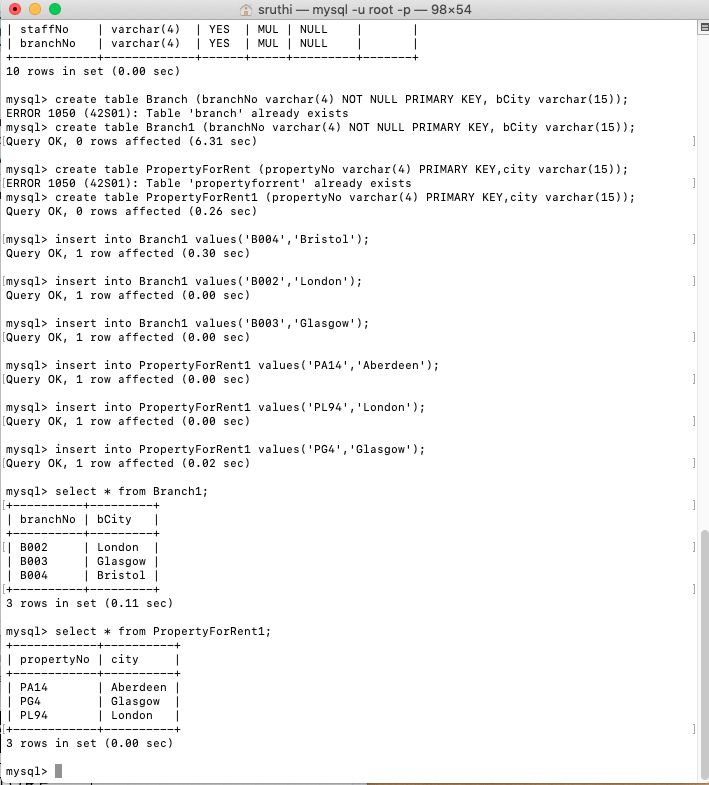 sruthi — mysql -u root -p — 98×54
| staffNo    | varchar(4)  | YES  | MUL | NULL    |       |
| branchNo   | varchar(4)  | YES  | MUL | NULL    |       |
+------------+-------------+------+-----+---------+-------+
10 rows in set (0.00 sec)
mysql> create table Branch (branchNo varchar(4) NOT NULL PRIMARY KEY, bCity varchar(15));
ERROR 1050 (42S01): Table 'branch' already exists
mysql> create table Branch1 (branchNo varchar(4) NOT NULL PRIMARY KEY, bCity varchar(15));
Query OK, 0 rows affected (6.31 sec)
mysql> create table PropertyForRent (propertyNo varchar(4) PRIMARY KEY,city varchar(15));
ERROR 1050 (42S01): Table 'propertyforrent' already exists
mysql> create table PropertyForRent1 (propertyNo varchar(4) PRIMARY KEY,city varchar(15));
Query OK, 0 rows affected (0.26 sec)
mysql> insert into Branch1 values('B004','Bristol');
Query OK, 1 row affected (0.30 sec)
mysql> insert into Branch1 values('B002','London');
Query OK, 1 row affected (0.00 sec)
mysql> insert into Branch1 values('B003','Glasgow');
Query OK, 1 row affected (0.00 sec)
mysql> insert into PropertyForRent1 values('PA14','Aberdeen');
Query OK, 1 row affected (0.00 sec)
mysql> insert into PropertyForRent1 values('PL94','London');
Query OK, 1 row affected (0.00 sec)
mysql> insert into PropertyForRent1 values('PG4','Glasgow');
Query OK, 1 row affected (0.02 sec)
mysql> select * from Branch1;
+----------+---------+
| branchNo | bCity   |
+----------+---------+
| B002     | London  |
| B003     | Glasgow |
| B004     | Bristol |
+----------+---------+
3 rows in set (0.11 sec)
mysql> select * from PropertyForRent1;
+------------+----------+
| propertyNo | city     |
+------------+----------+
| PA14       | Aberdeen |
| PG4        | Glasgow  |
| PL94       | London   |
+------------+----------+
3 rows in set (0.00 sec)
mysql>